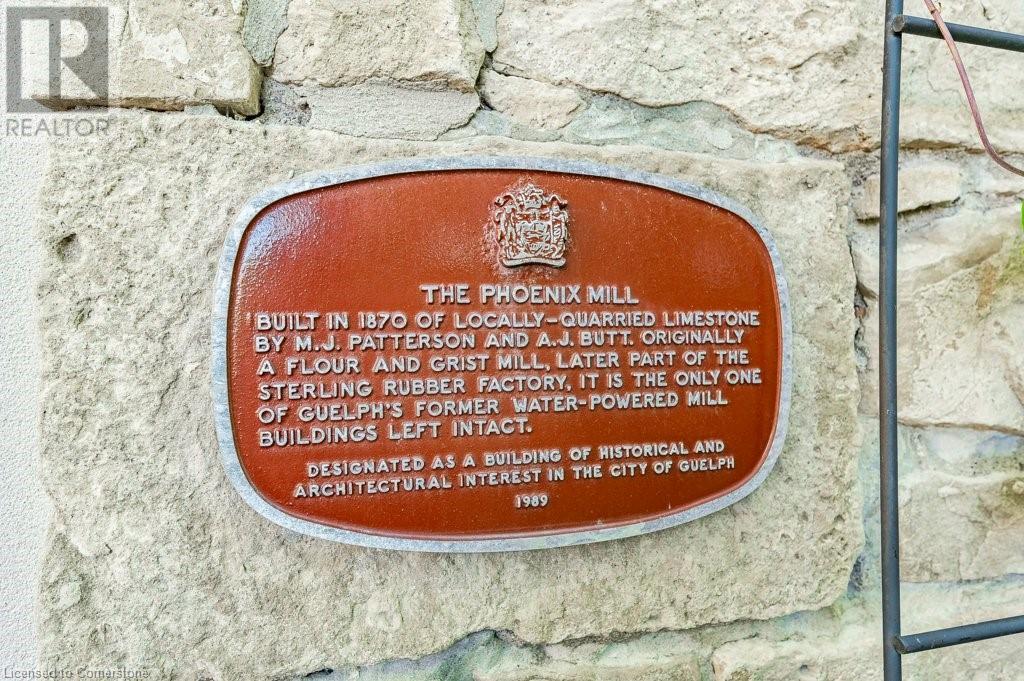 REALTOR
THE PHOENIX MILL
BUILT IN 1870 OF LOCALLY-QUARRIED LIMESTONE
BY M.J. PATTERSON AND A.J. BUTT. ORIGINALLY
A FLOUR AND GRIST MILL, LATER PART OF THE
STERLING RUBBER FACTORY, IT IS THE ONLY ONE
OF GUELPH'S FORMER WATER-POWERED MILL
BUILDINGS LEFT INTACT.
DESIGNATED AS A BUILDING OF HISTORICAL AND
ARCHITECTURAL INTEREST IN THE CITY OF GUELPH
1989
Licensed to Cornerstone